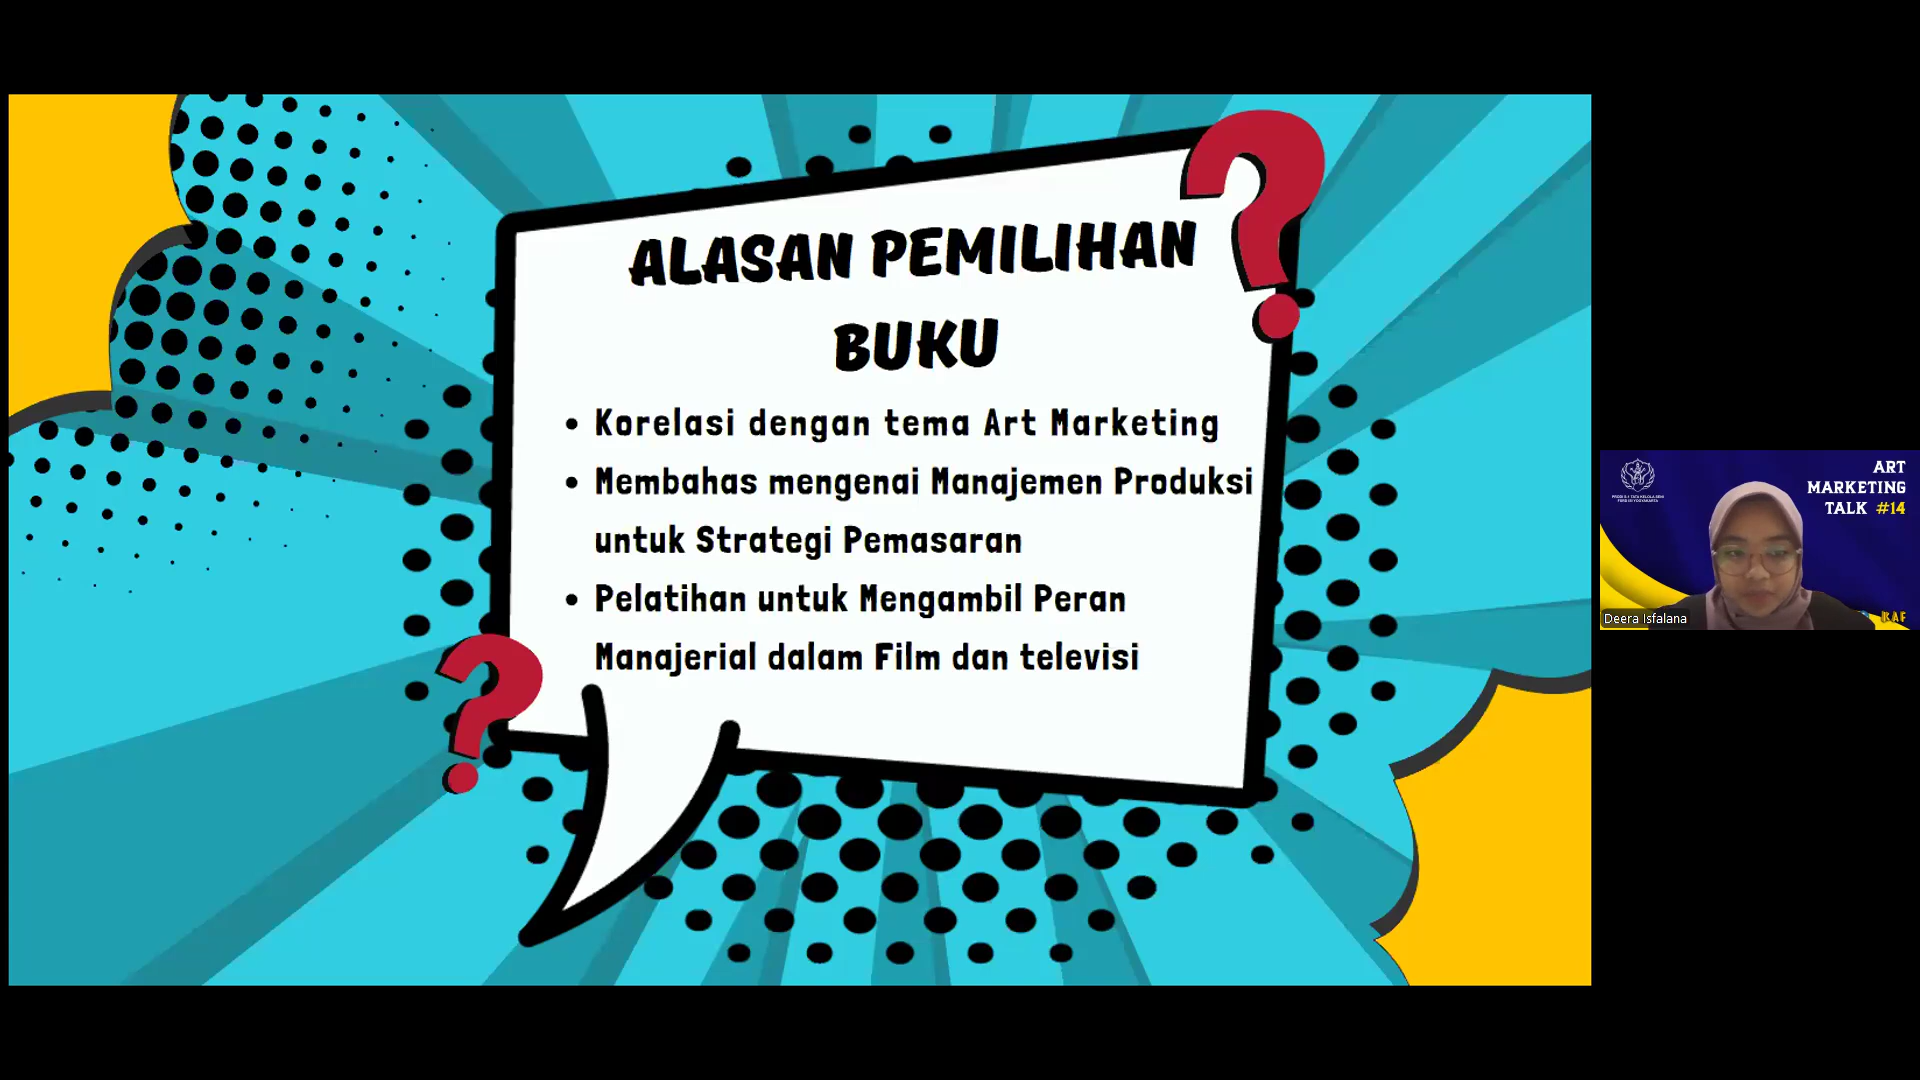 ALASAN PEMILIHAN
BUKU
• Korelasi dengan tema Art Marketing
• Membahas mengenai Manajemen Produksi
untuk Strategi Pemasaran
• Pelatihan untuk Mengambil Peran
Manajerial dalam Film dan televisi
ART
MARKETING
TALK #14
Deera Isfalana